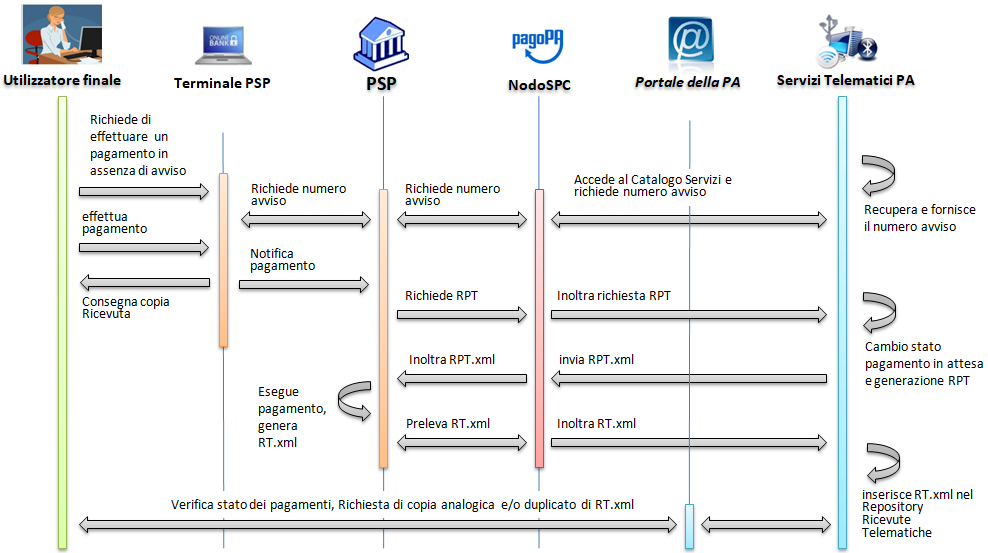 ONLINE
BANK
pagoPA
@
Utilizzatore finale
Terminale PSP
PSP
NodoSPC
Portale della PA
Servizi Telematici PA
Richiede di
effettuare un
pagamento in
assenza di avviso
Richiede numero
avviso
Richiede numero
avviso
Accede al Catalogo Servizi e
richiede numero avviso
Recupera e fornisce
il numero avviso
effettua
pagamento
Notifica
pagamento
Consegna copia
Ricevuta
Richiede RPT
Inoltra richiesta RPT
Cambio stato
pagamento in attesa
e generazione RPT
Inoltra RPT.xml
invia RPT.xml
Esegue
pagamento,
genera
RT.xml
Preleva RT.xml
Inoltra RT.xml
inserisce RT.xml nel
Repository
Ricevute
Telematiche
Verifica stato dei pagamenti, Richiesta di copia analogica e/o duplicato di RT.xml